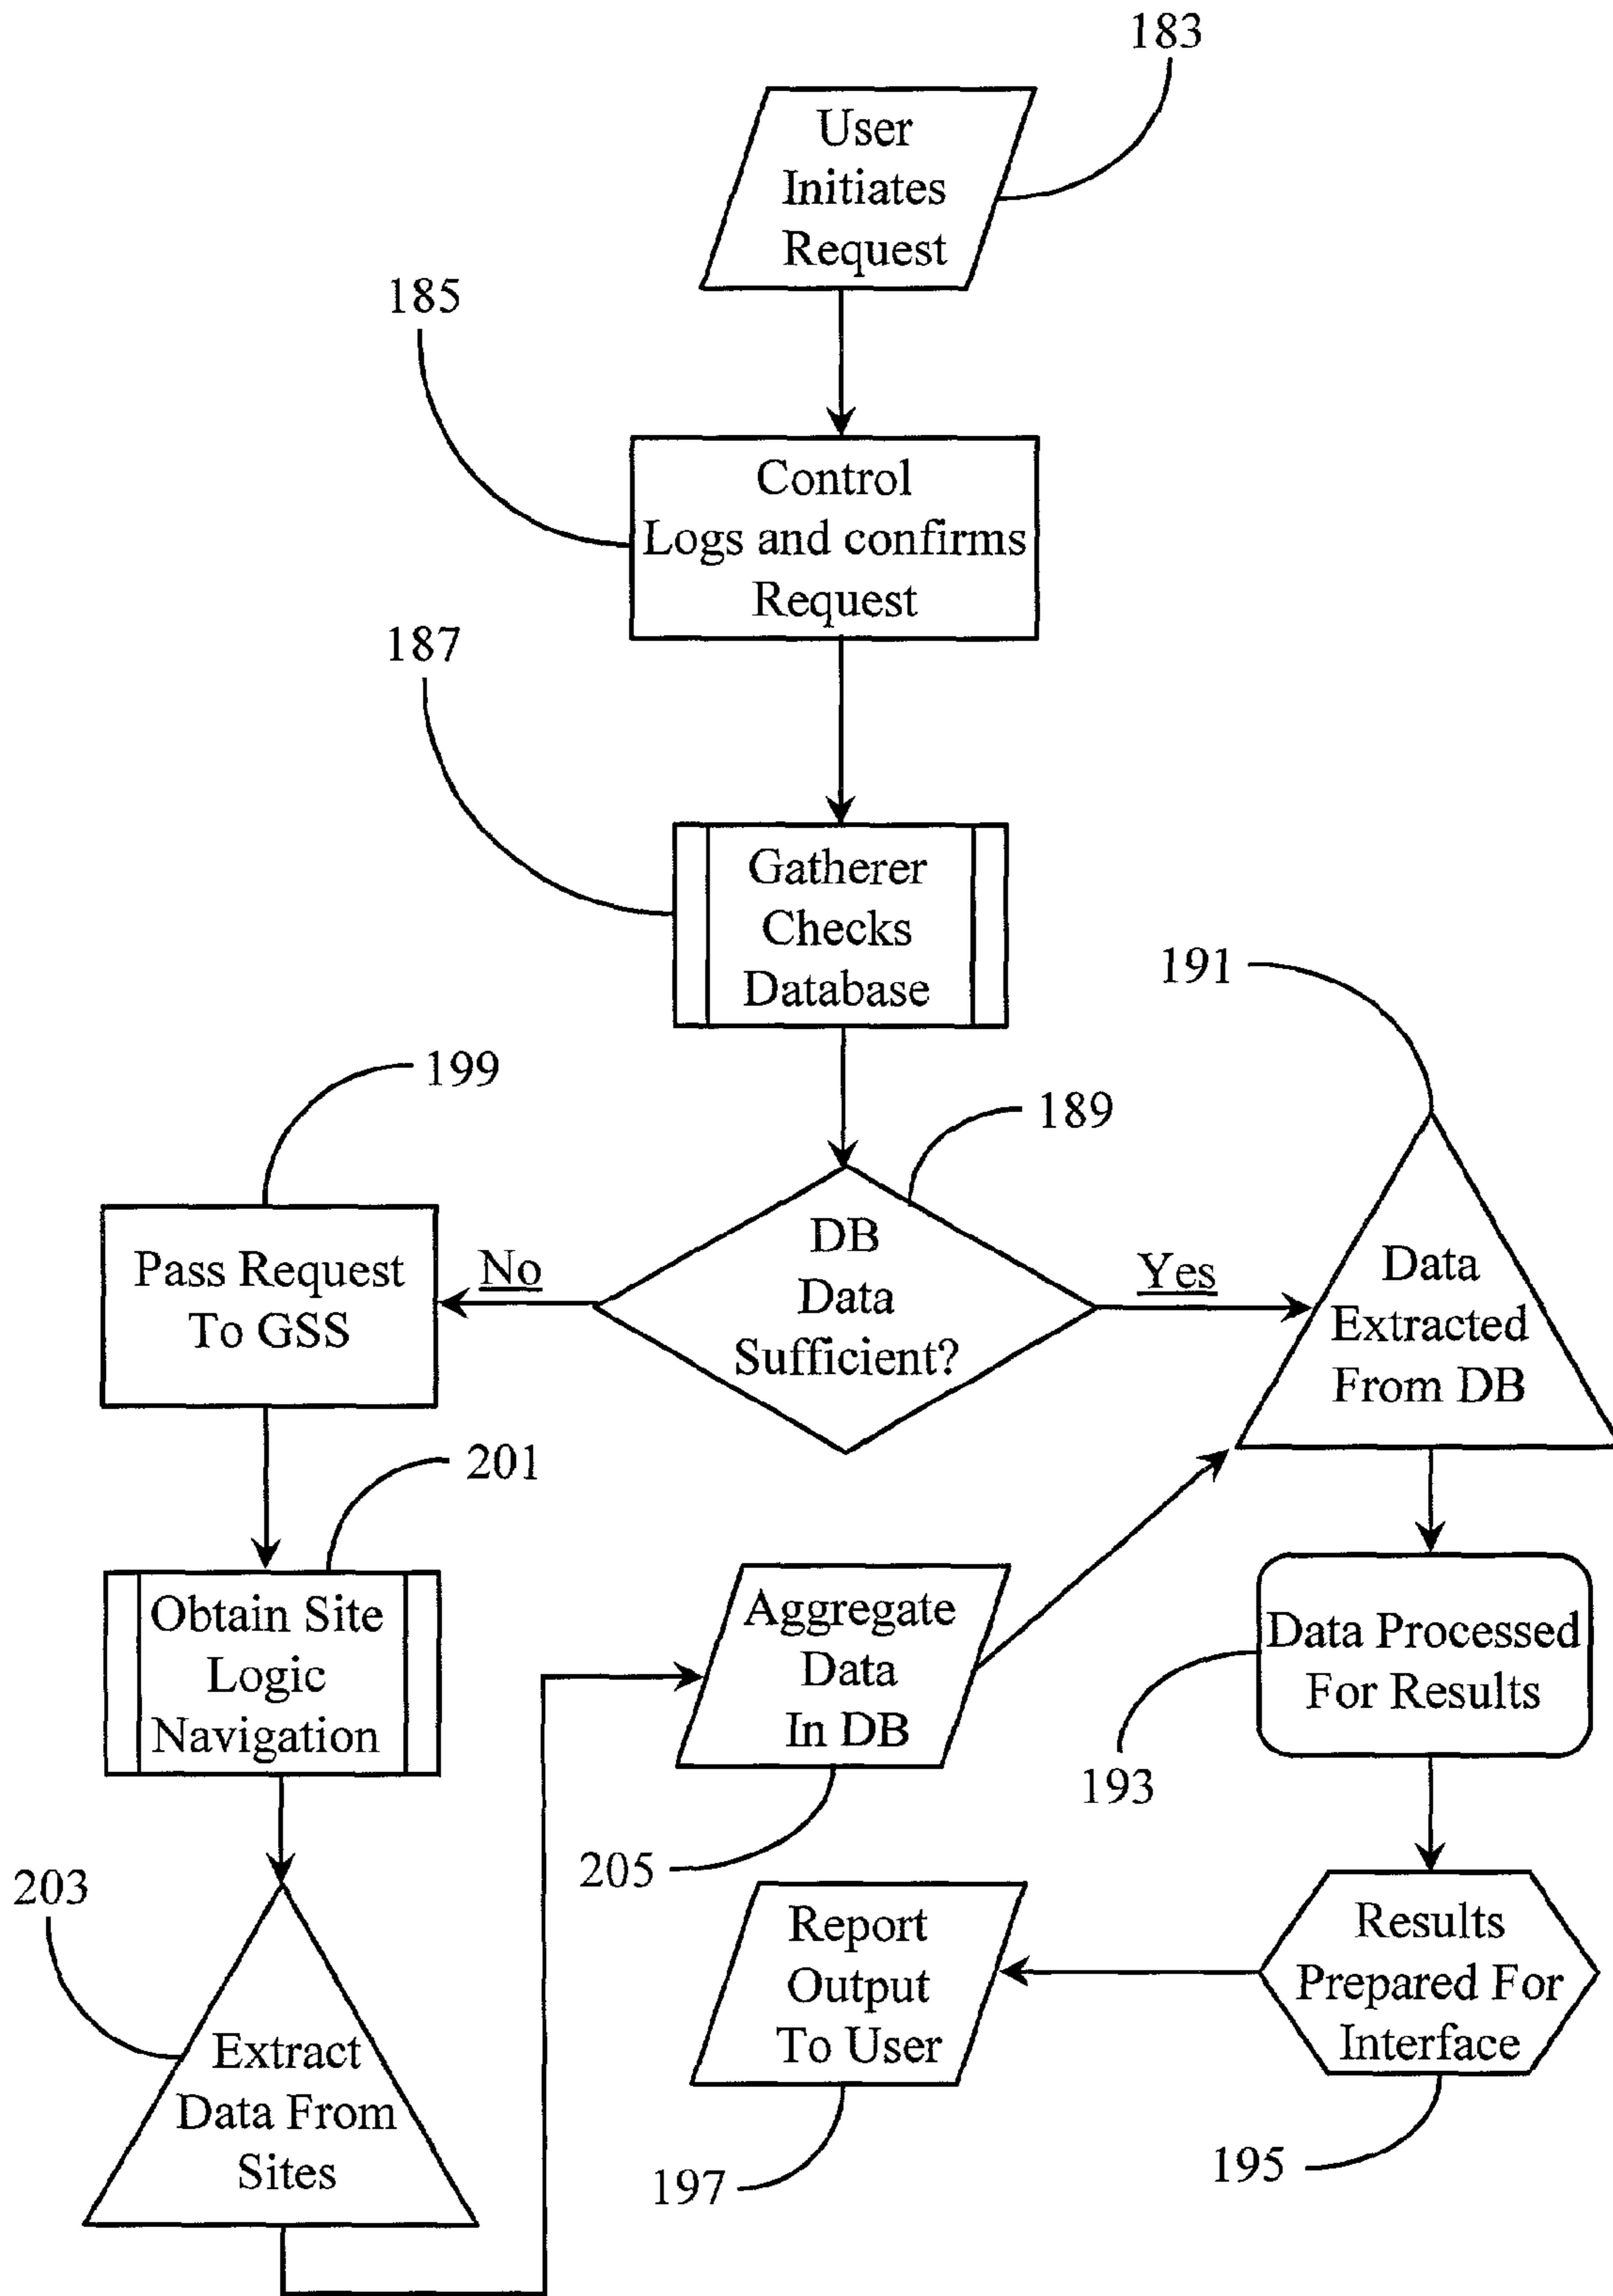 183
User
Initiates
Request
185
Control
Logs and confirms
Request
187
Gatherer
Checks
Database
191
199
189
Pass Request
To GSS
No
DB
Data
Sufficient?
Yes
Data
Extracted
From DB
201
Obtain Site
Logic
Navigation
Aggregate
Data
In DB
205
Data Processed
For Results
193
203
Extract
Data From
Sites
Report
Output
To User
197
Results
Prepared For
Interface
195